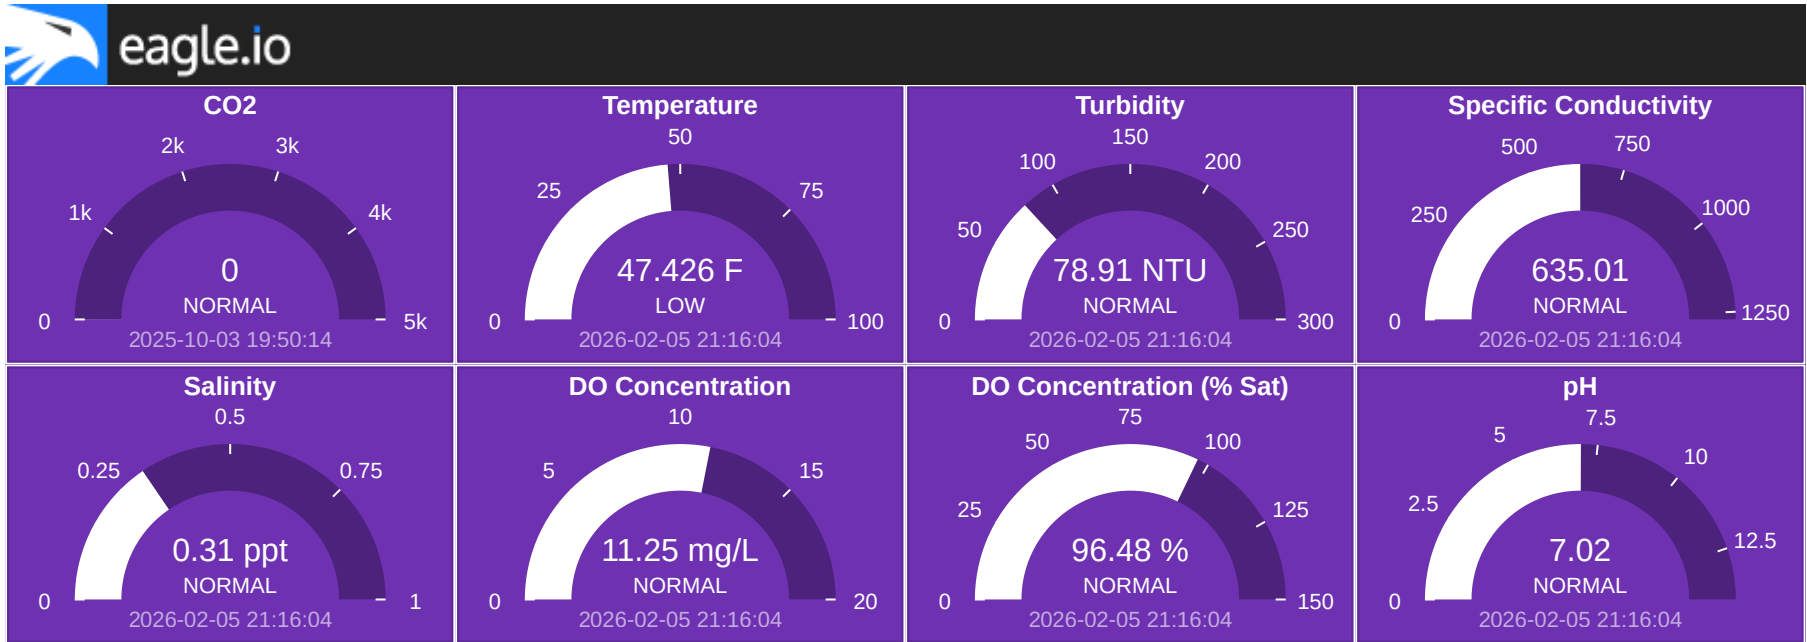 eagle.io
CO2
2k
3k
1k
4k
0
NORMAL
0
5k
2025-10-03 19:50:14
Temperature
50
25
75
47.426 F
LOW
0
100
2026-02-05 21:16:04
Turbidity
150
100
200
50
250
78.91 NTU
NORMAL
0
300
2026-02-05 21:16:04
Specific Conductivity
500
750
250
1000
635.01
NORMAL
0
1250
2026-02-05 21:16:04
Salinity
0.5
0.25
0.75
0.31 ppt
NORMAL
0
1
2026-02-05 21:16:04
DO Concentration
10
5
15
11.25 mg/L
NORMAL
0
20
2026-02-05 21:16:04
DO Concentration (% Sat)
75
50
100
25
125
96.48 %
NORMAL
0
150
2026-02-05 21:16:04
pH
7.5
5
10
2.5
12.5
7.02
NORMAL
0
2026-02-05 21:16:04